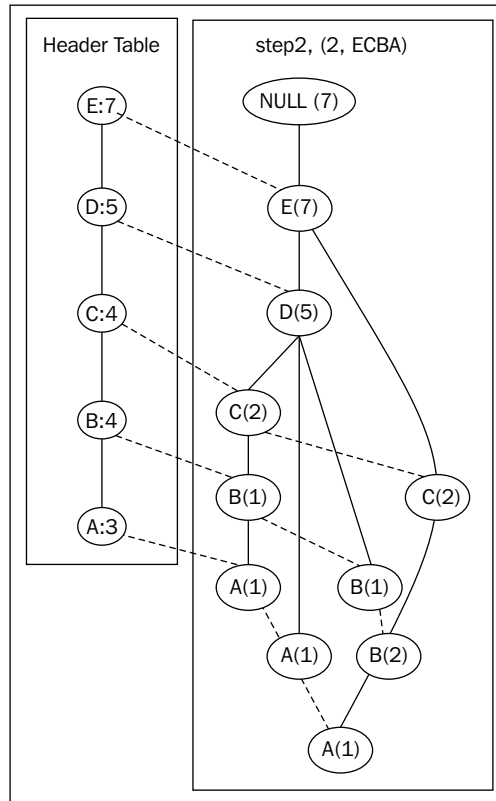 Header Table
E:7
D:5
C:4
B:4
A:3
step2, (2, ECBA)
NULL (7)
E(7)
D(5)
C(2)
B(1)
C(2)
A(1)
B(1)
A(1)
B(2)
A(1)